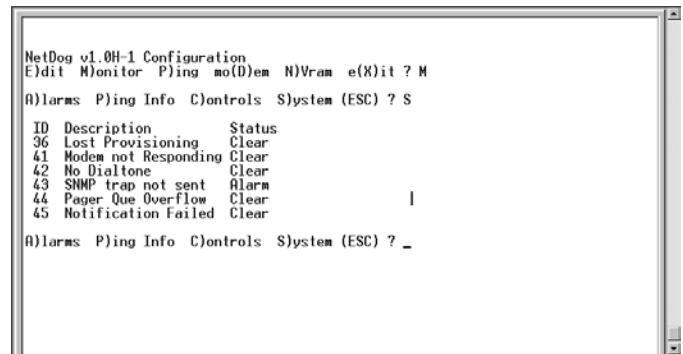 NetDog v1.0H-1 Configuration
E)dit M)onitor P)ing mo(D)em N)Vram e(X)it ? M
A)larms P)ing Info C)ontrols S)ystem (ESC) ? S
ID Description Status
36 Lost Provisioning Clear
41 Modem not Responding Clear
42 No Dialtone Clear
43 SNMP trap not sent Alarm
44 Pager Que Overflow Clear
45 Notification Failed Clear
A)larms P)ing Info C)ontrols S)ystem (ESC) ? _